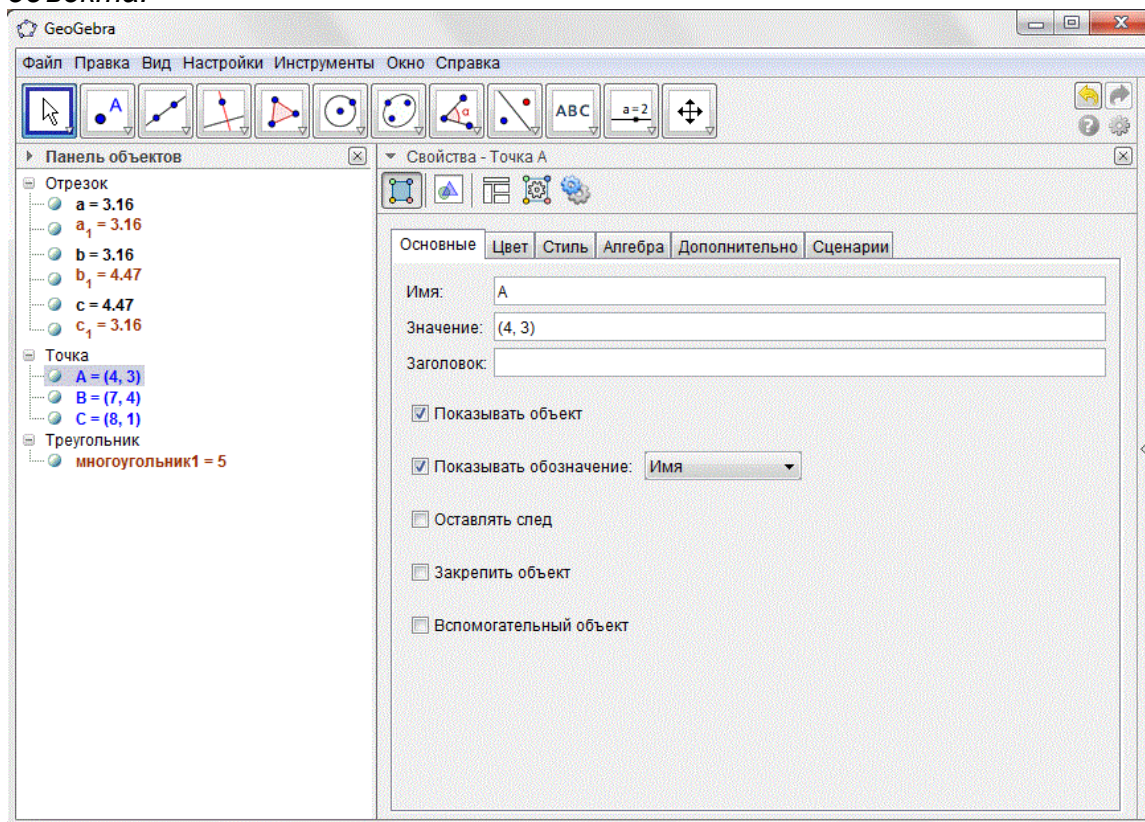 объекта.
GeoGebra
Файл Правка Вид Настройки Инструменты Окно Справка
A
α
ABC
a=2
Панель объектов
Свойства - Точка A
Отрезок
a = 3.16
a₁ = 3.16
b = 3.16
b₁ = 4.47
c = 4.47
c₁ = 3.16
Точка
A = (4, 3)
B = (7, 4)
C = (8, 1)
Треугольник
многоугольник1 = 5
Основные Цвет Стиль Алгебра Дополнительно Сценарии
Имя: A
Значение: (4, 3)
Заголовок:
Показывать объект
Показывать обозначение: Имя
Оставлять след
Закрепить объект
Вспомогательный объект